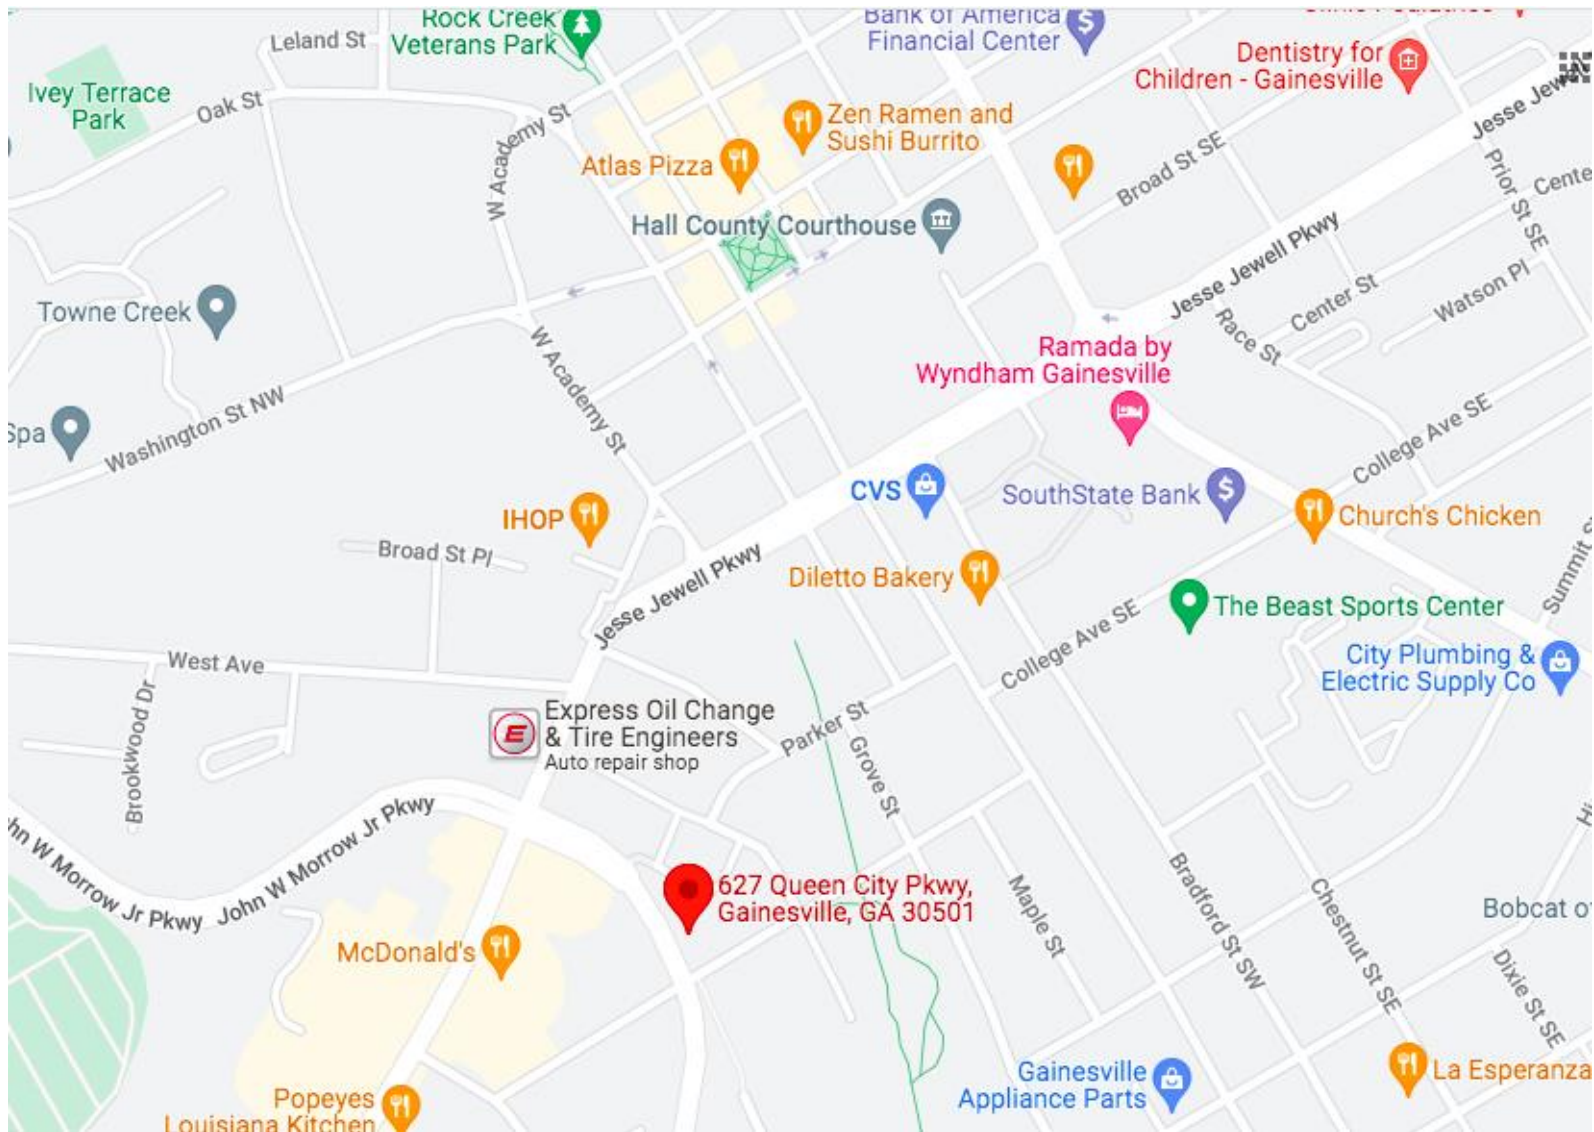 Rock Creek
Veterans Park
Bank of America
Financial Center
Leland St
Dentistry for
Children - Gainesville
Ivey Terrace
Park
Oak St
W Academy St
Zen Ramen and
Sushi Burrito
Jesse Jew
Atlas Pizza
Broad St SE
Prior St SE
Cente
Hall County Courthouse
Jesse Jewell Pkwy
Towne Creek
Center St
Watson Pl
Race St
W Academy St
Ramada by
Wyndham Gainesville
Washington St NW
Spa
College Ave SE
CVS
SouthState Bank
IHOP
Church's Chicken
Broad St Pl
Jesse Jewell Pkwy
Diletto Bakery
Summit S
The Beast Sports Center
College Ave SE
West Ave
City Plumbing &
Electric Supply Co
Brookwood Dr
E
Express Oil Change
& Tire Engineers
Auto repair shop
Parker St
Grove St
hn W Morrow Jr Pkwy
John W Morrow Jr Pkwy
627 Queen City Pkwy,
Gainesville, GA 30501
Maple St
Bradford St SW
Chestnut St SE
Bobcat o
McDonald's
Dixie St SE
Gainesville
Appliance Parts
La Esperanza
Popeyes
Louisiana Kitchen